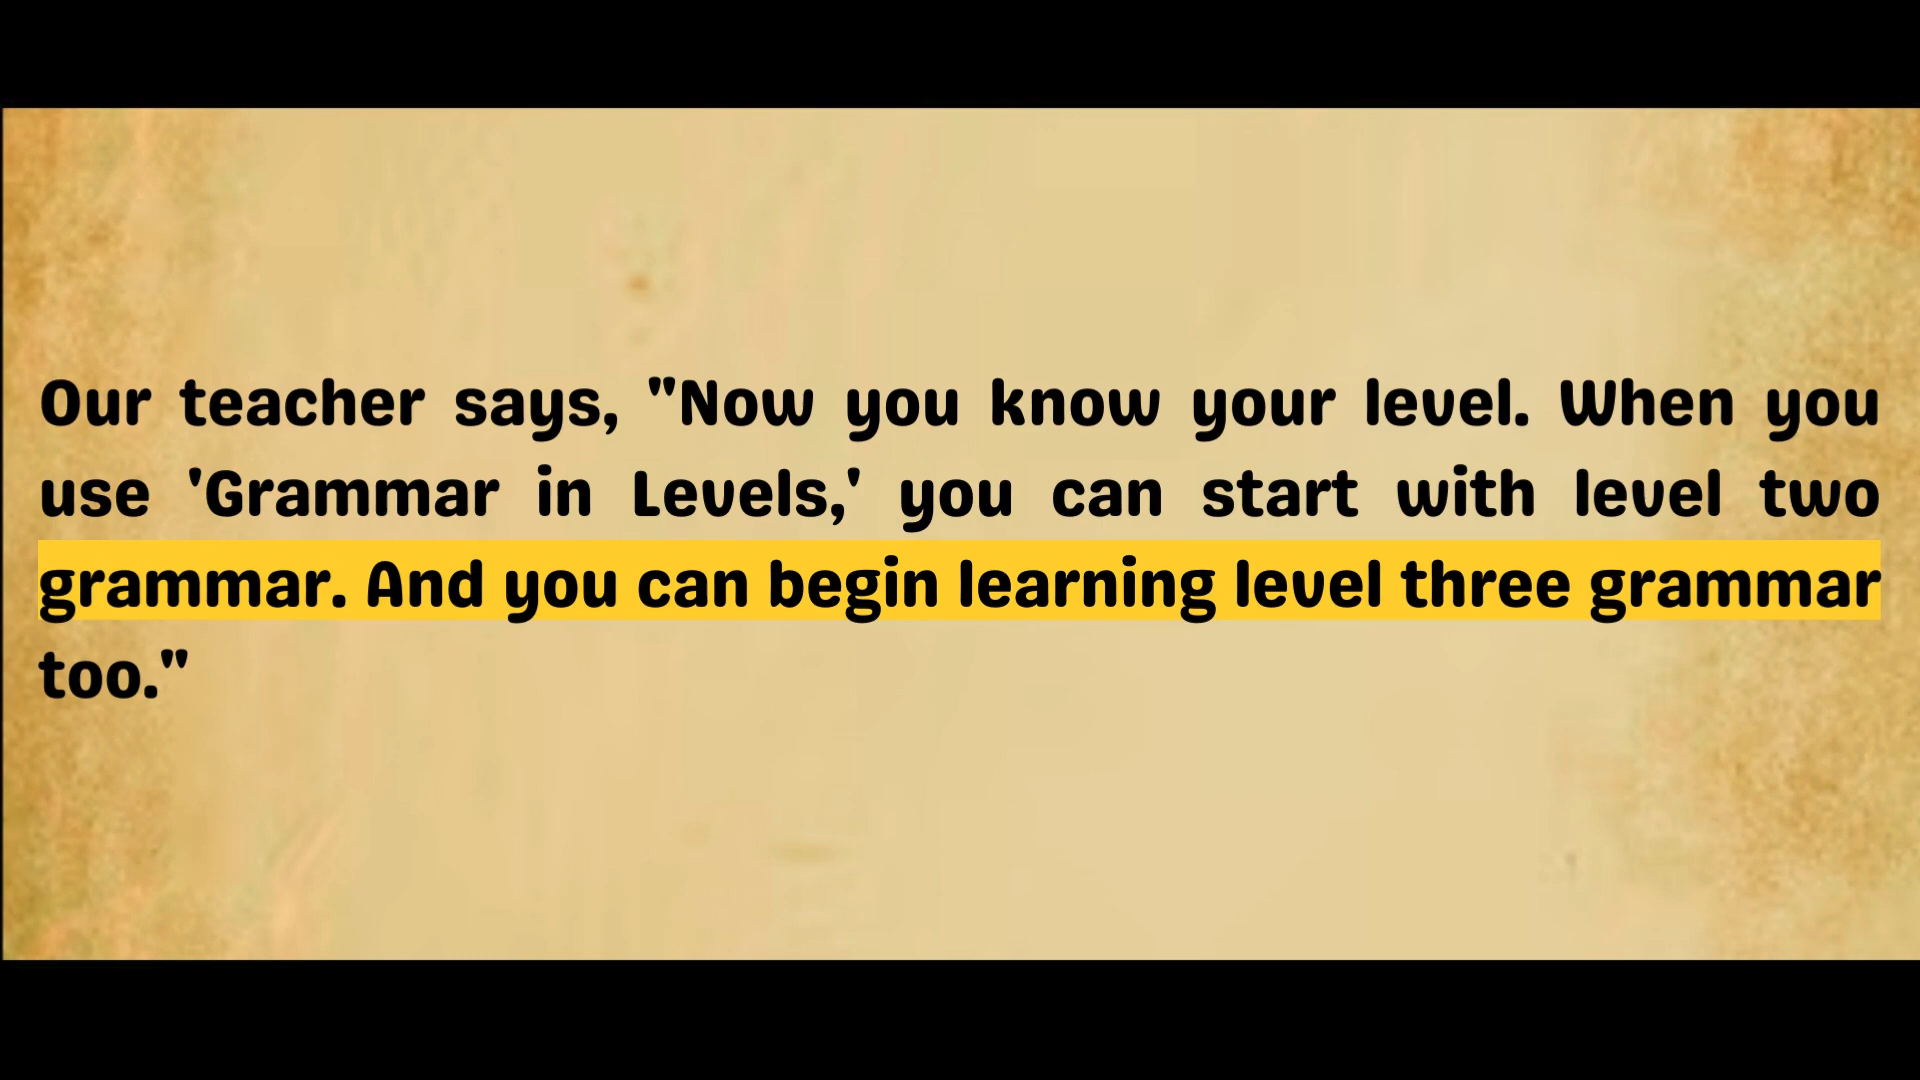 Our teacher says, "Now you know your level. When you
use 'Grammar in Levels,' you can start with level two
grammar. And you can begin learning level three grammar
too."